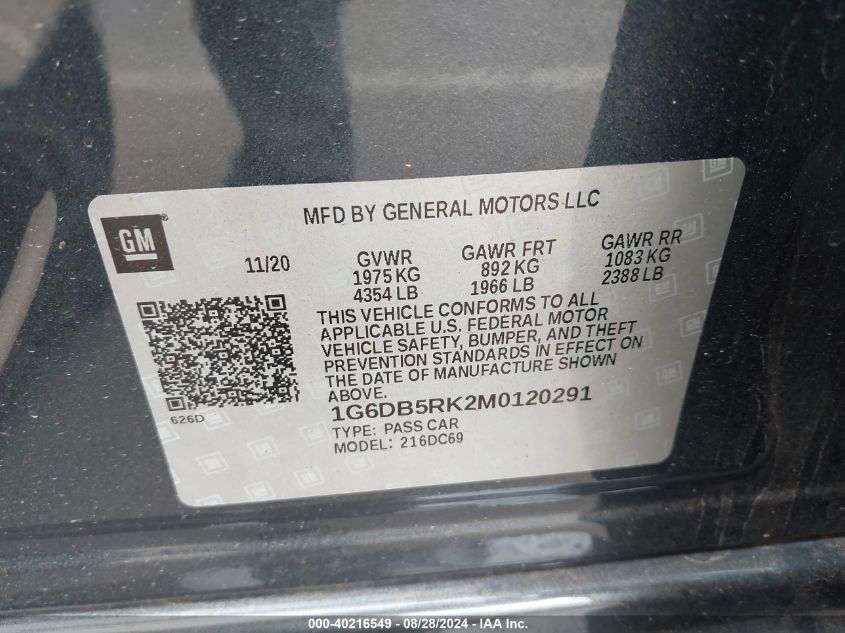 MFD BY GENERAL MOTORS LLC
GM®
11/20
GVWR
1975 KG
4354 LB
GAWR FRT
892 KG
1966 LB
GAWR RR
1083 KG
2388 LB
THIS VEHICLE CONFORMS TO ALL
APPLICABLE U.S. FEDERAL MOTOR
VEHICLE SAFETY, BUMPER, AND THEFT
PREVENTION STANDARDS IN EFFECT ON
THE DATE OF MANUFACTURE SHOWN
ABOVE.
626D
1G6DB5RK2M0120291
TYPE: PASS CAR
MODEL: 216DC69
000-40216549 - 08/28/2024 - IAA Inc.